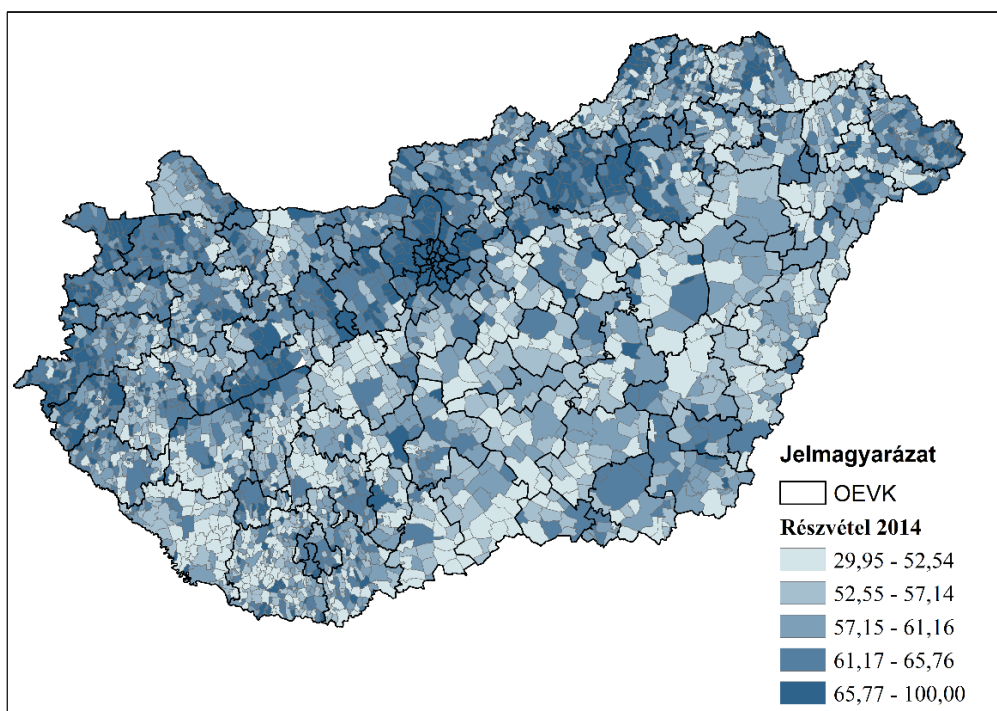 Jelmagyarázat
OEVK
Részvétel 2014
29,95 - 52,54
52,55 - 57,14
57,15 - 61,16
61,17 - 65,76
65,77 - 100,00